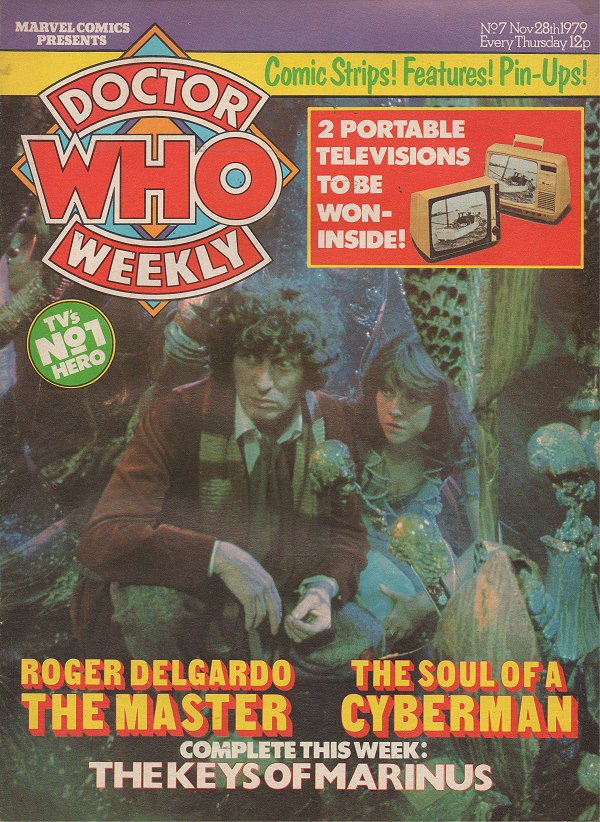 MARVEL COMICS
PRESENTS
Nº7 Nov 28th 1979
Every Thursday 12p
Comic Strips! Features! Pin-Ups!
DOCTOR
WHO
WEEKLY
2 PORTABLE
TELEVISIONS
TO BE
WON-
INSIDE!
TV's
Nº1
HERO
ROGER DELGARDO
THE MASTER
THE SOUL OF A
CYBERMAN
COMPLETE THIS WEEK:
THE KEYS OF MARINUS